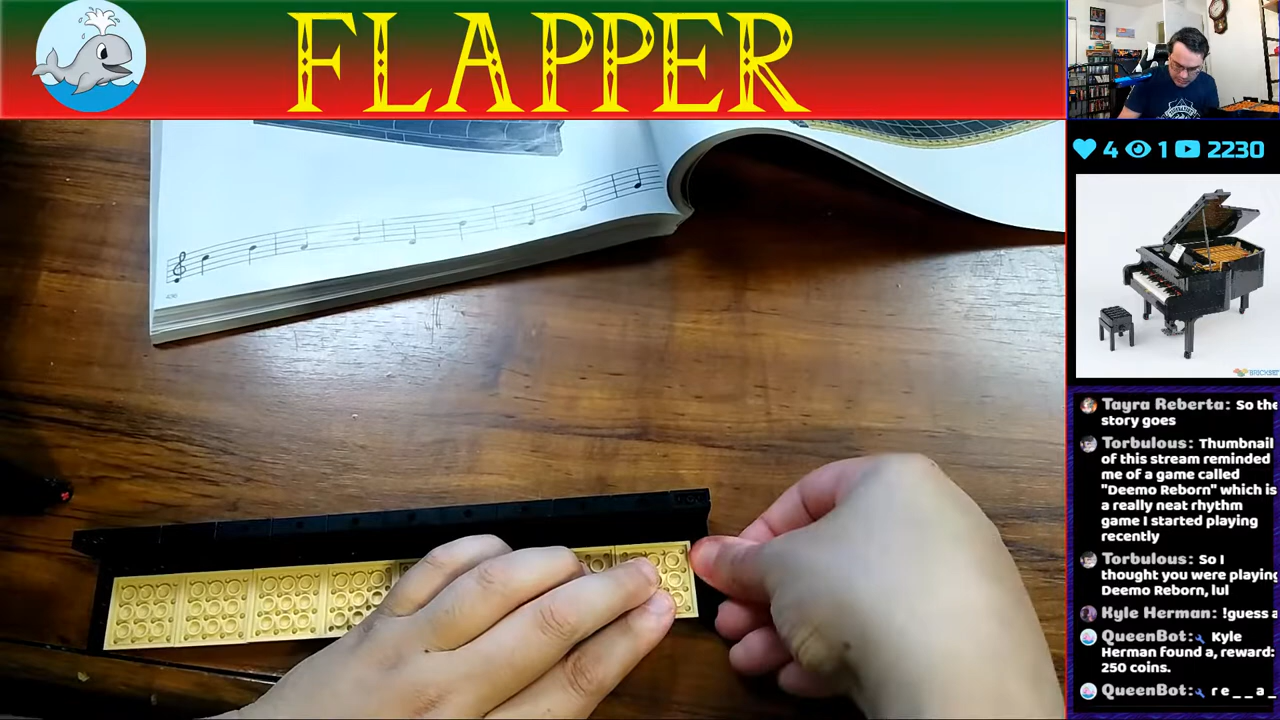 FLAPPER
4 1 2230
BRICKSET
Tayra Reberta: So the
story goes
Torbulous: Thumbnail
of this stream reminded
me of a game called
"Deemo Reborn" which is
a really neat rhythm
game I started playing
recently
Torbulous: So I
thought you were playing
Deemo Reborn, lul
Kyle Herman: !guess a
QueenBot: Kyle
Herman found a, reward:
250 coins.
QueenBot: r e _ _ a _